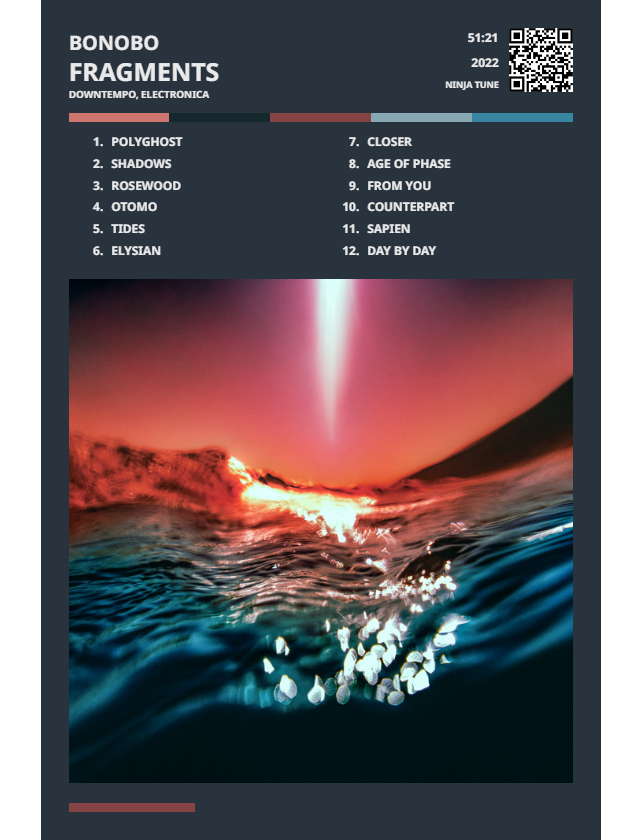 BONOBO
FRAGMENTS
DOWNTEMPO, ELECTRONICA
51:21
2022
NINJA TUNE
1. POLYGHOST
2. SHADOWS
3. ROSEWOOD
4. OTOMO
5. TIDES
6. ELYSIAN
7. CLOSER
8. AGE OF PHASE
9. FROM YOU
10. COUNTERPART
11. SAPIEN
12. DAY BY DAY